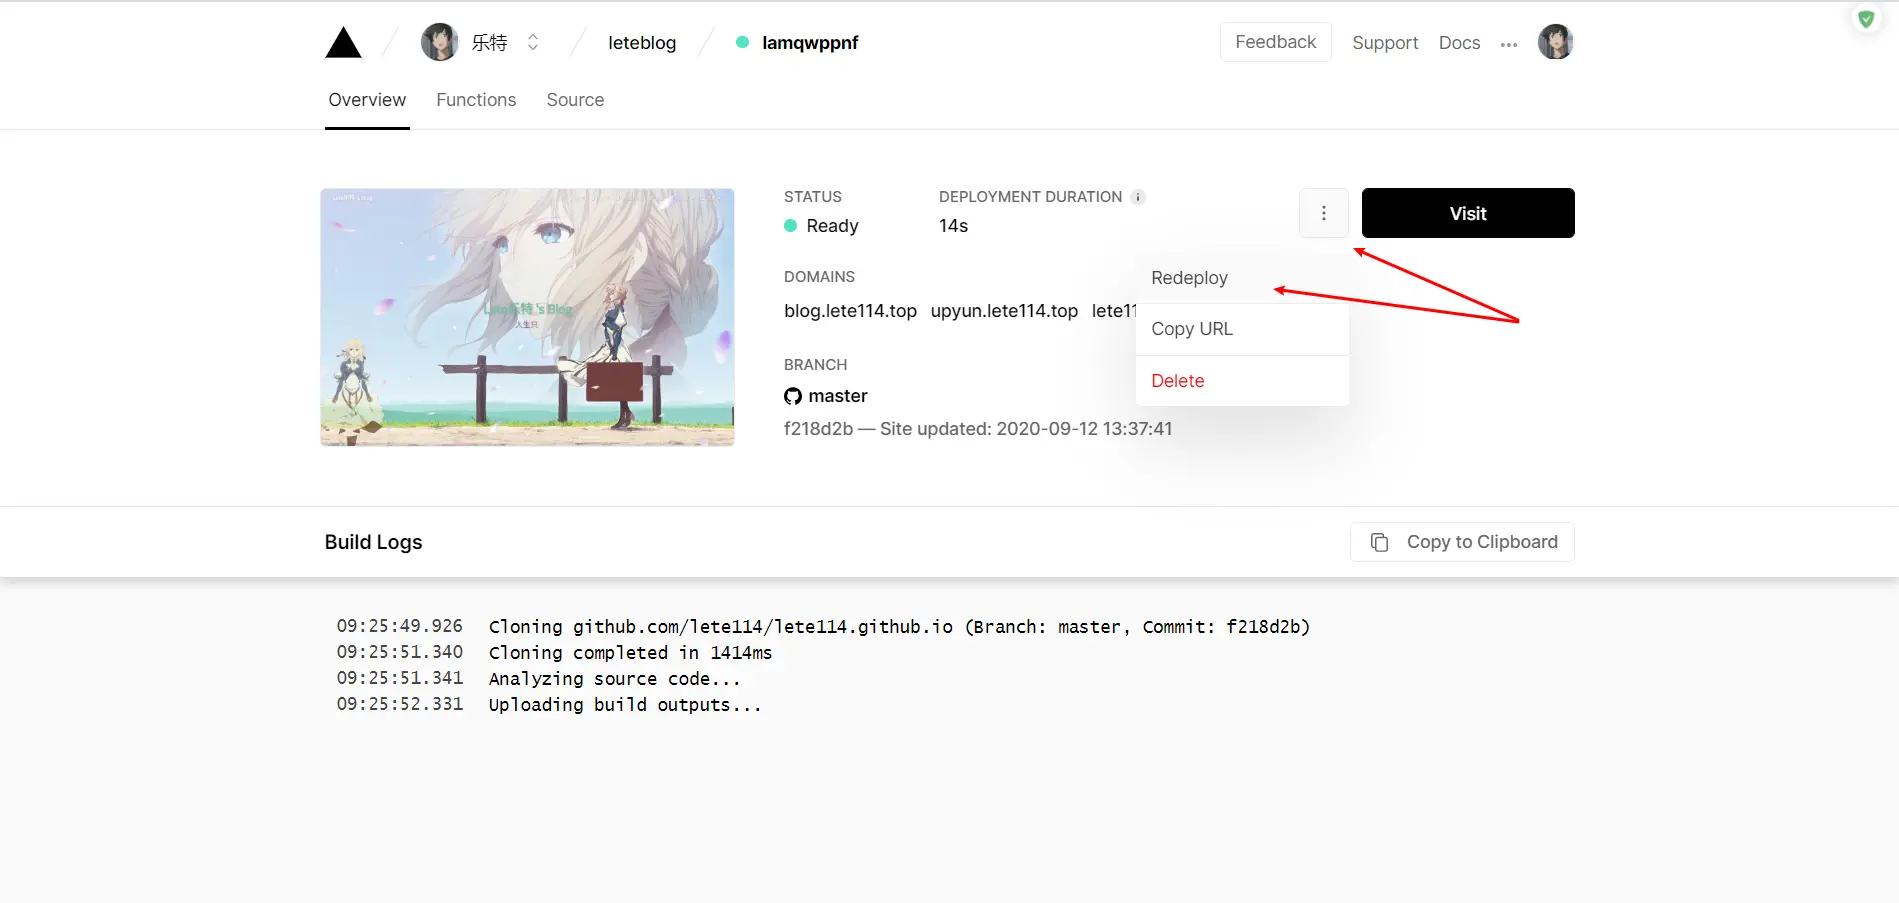 乐特 leteblog lamqwppnf Feedback Support Docs
Overview Functions Source
STATUS DEPLOYMENT DURATION
Ready 14s
Visit
DOMAINS
blog.lete114.top upyun.lete114.top lete11
Redeploy
Copy URL
Delete
BRANCH
master
f218d2b — Site updated: 2020-09-12 13:37:41
Lete乐特 's Blog
人生只
Build Logs Copy to Clipboard
09:25:49.926 Cloning github.com/lete114/lete114.github.io (Branch: master, Commit: f218d2b)
09:25:51.340 Cloning completed in 1414ms
09:25:51.341 Analyzing source code...
09:25:52.331 Uploading build outputs...